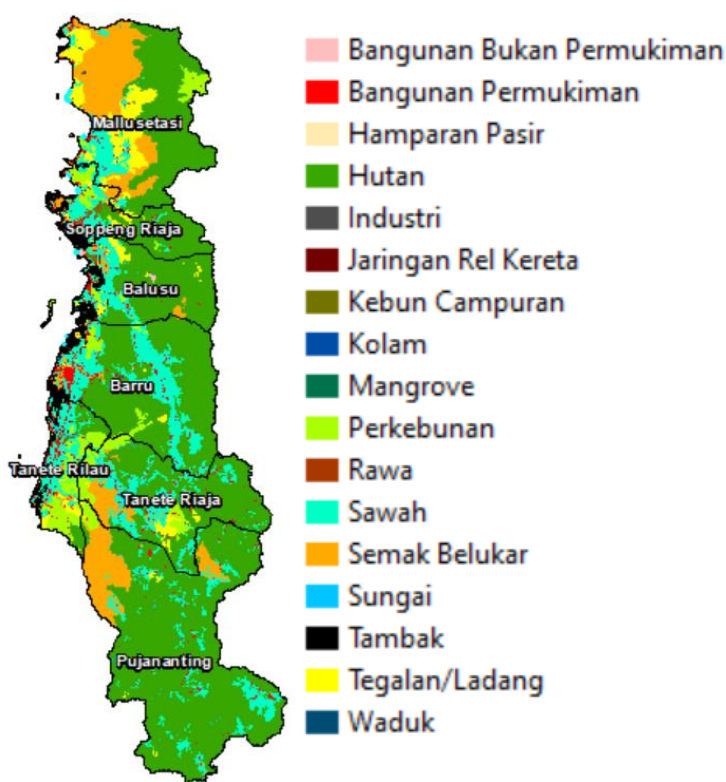 Mallusetasi
Soppeng Riaja
Balusu
Barru
Tanete Rilau
Tanete Riaja
Pujananting
Bangunan Bukan Permukiman
Bangunan Permukiman
Hamparan Pasir
Hutan
Industri
Jaringan Rel Kereta
Kebun Campuran
Kolam
Mangrove
Perkebunan
Rawa
Sawah
Semak Belukar
Sungai
Tambak
Tegalan/Ladang
Waduk